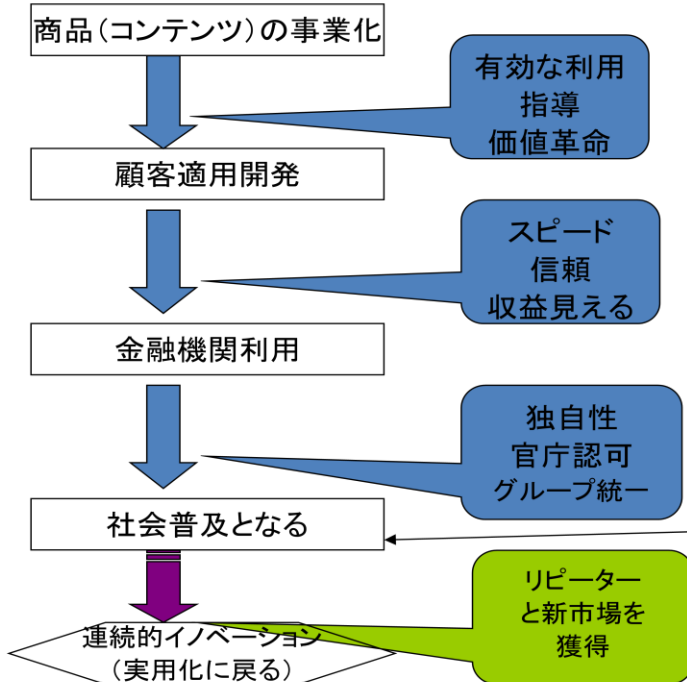 商品（コンテンツ）の事業化
有効な利用
指導
価値革命
顧客適用開発
スピード
信頼
収益見える
金融機関利用
独自性
官庁認可
グループ統一
社会普及となる
リピーター
と新市場を
獲得
連続的イノベーション
（実用化に戻る）